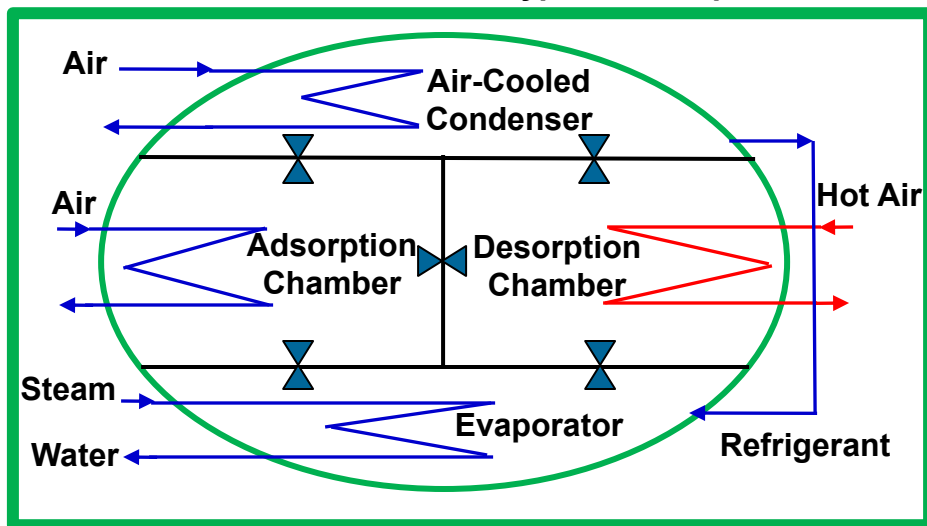 Air
Air-Cooled
Condenser
Air
Hot Air
Adsorption
Chamber
Desorption
Chamber
Steam
Evaporator
Water
Refrigerant